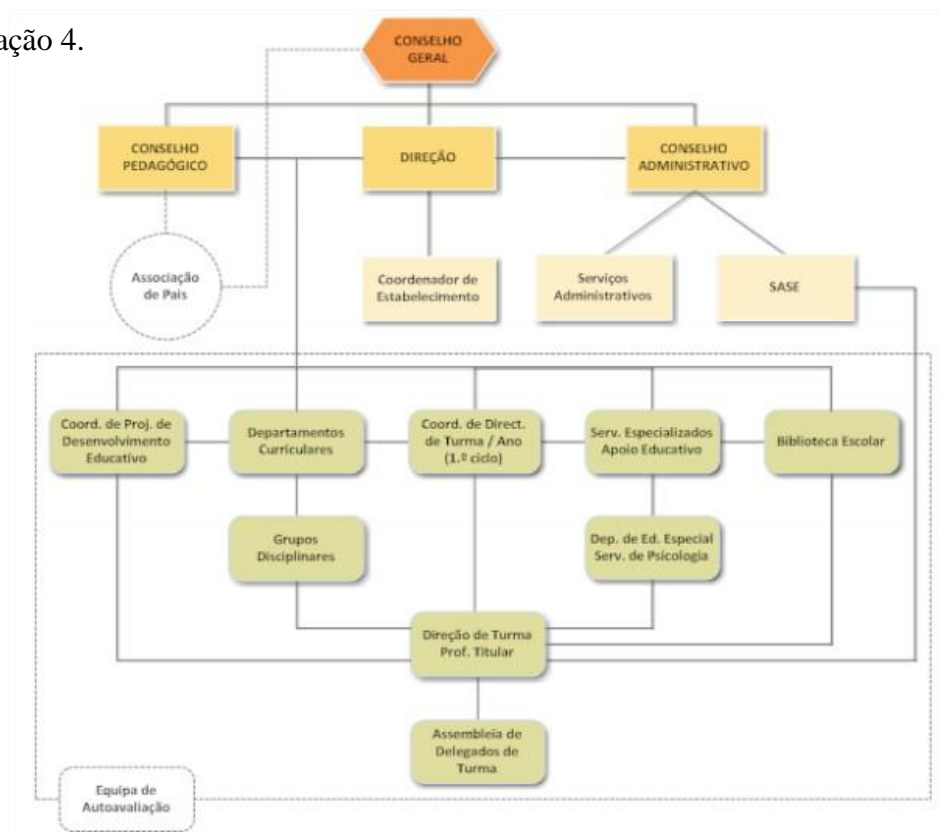 ação 4.
CONSELHO
GERAL
CONSELHO
PEDAGÓGICO
DIREÇÃO
CONSELHO
ADMINISTRATIVO
Associação
de Pais
Coordenador de
Estabelecimento
Serviços
Administrativos
SASE
Coord. de Proj. de
Desenvolvimento
Educativo
Departamentos
Curriculares
Coord. de Direct.
de Turma / Ano
(1.º ciclo)
Serv. Especializados
Apoio Educativo
Biblioteca Escolar
Grupos
Disciplinares
Dep. de Ed. Especial
Serv. de Psicologia
Direção de Turma
Prof. Titular
Assembleia de
Delegados de
Turma
Equipa de
Autoavaliação